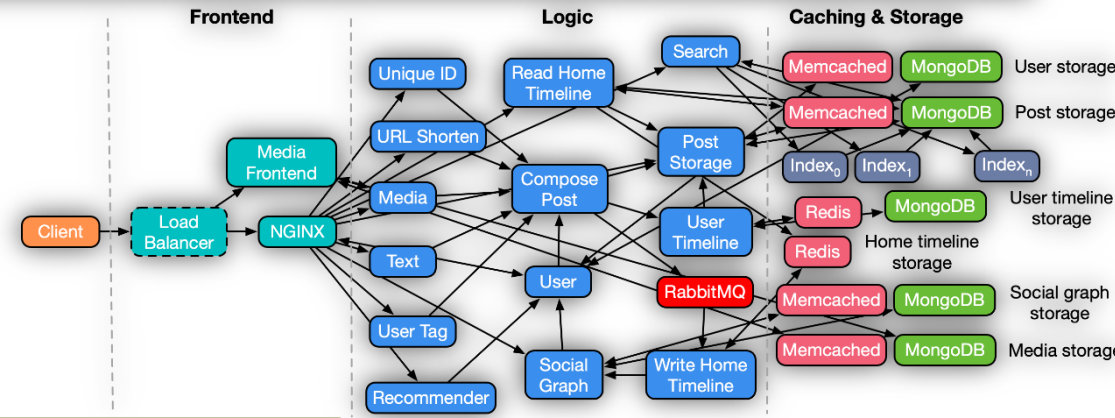 Frontend
Logic
Caching & Storage
Client
Load
Balancer
Media
Frontend
NGINX
Unique ID
URL Shorten
Media
Text
User Tag
Recommender
Read Home
Timeline
Compose
Post
User
Social
Graph
Search
Post
Storage
User
Timeline
RabbitMQ
Write Home
Timeline
Memcached
MongoDB
User storage
Memcached
MongoDB
Post storage
Index0
Index1
Indexn
Redis
MongoDB
User timeline
storage
Redis
Home timeline
storage
Memcached
MongoDB
Social graph
storage
Memcached
MongoDB
Media storage